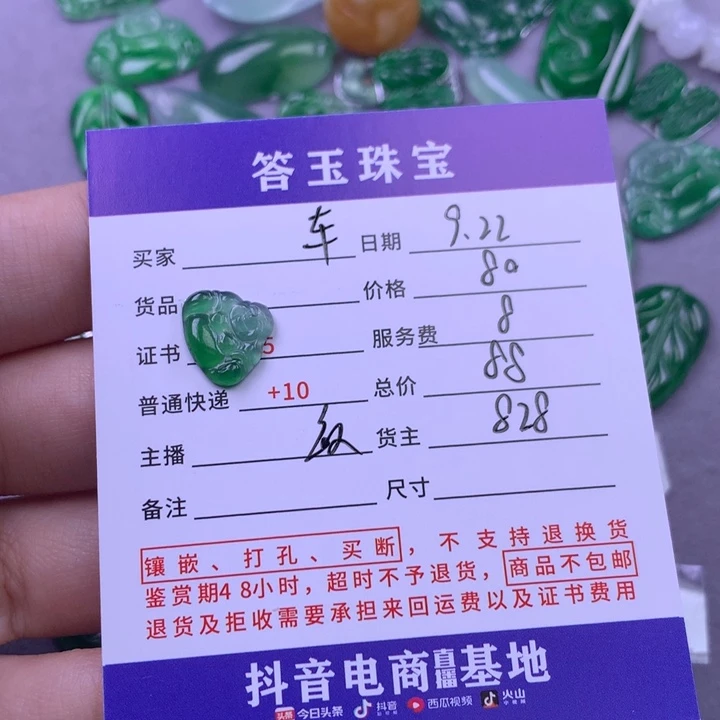 答玉珠宝
买家 车 日期 9.22
货品 价格 80
证书 5 服务费 8
普通快递 +10 总价 88
主播 货主 828
备注 尺寸
镶嵌、打孔、买断，不支持退换货
鉴赏期48小时，超时不予退货，商品不包邮
退货及拒收需要承担来回运费以及证书费用
抖音电商直播基地
头条 今日头条 抖音 西瓜视频 火山